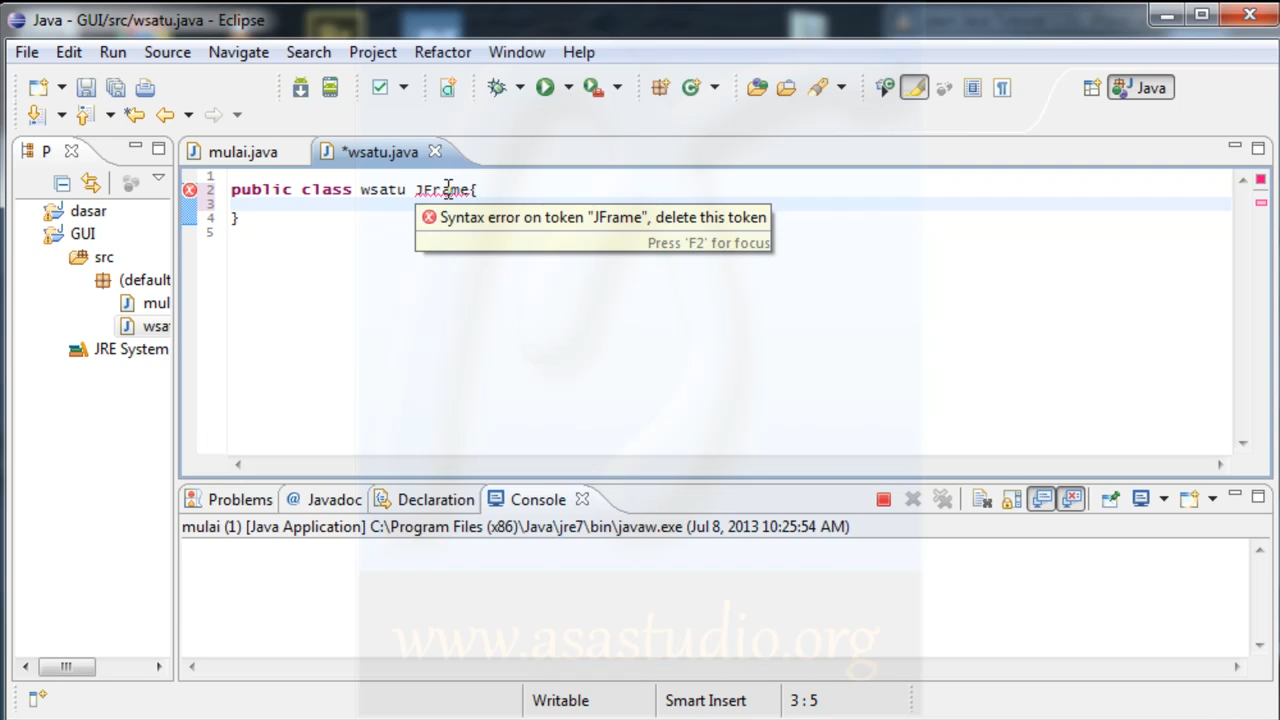 Java - GUI/src/wsatu.java - Eclipse
File Edit Run Source Navigate Search Project Refactor Window Help
Java
P
mulai.java
*wsatu.java
dasar
GUI
src
(default
mul
wsa
JRE System
1
2 public class wsatu JFrame{
3
4 }
5
Syntax error on token "JFrame", delete this token
Press 'F2' for focus
Problems @ Javadoc Declaration Console
mulai (1) [Java Application] C:\Program Files (x86)\Java\jre7\bin\javaw.exe (Jul 8, 2013 10:25:54 AM)
www.asastudio.org
Writable Smart Insert 3 : 5